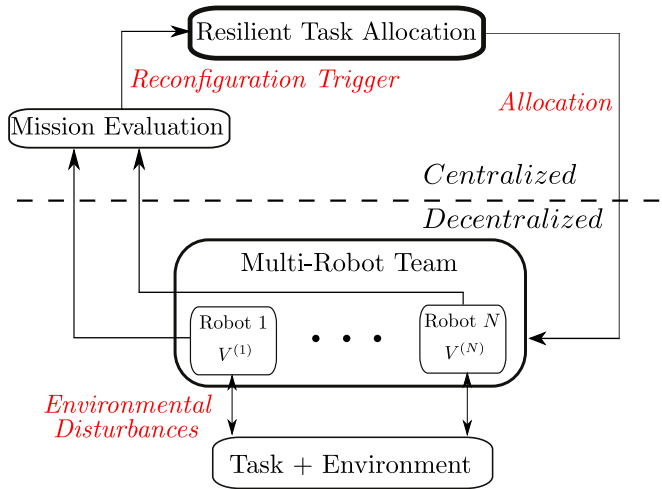 Resilient Task Allocation
Reconfiguration Trigger
Allocation
Mission Evaluation
Centralized
Decentralized
Multi-Robot Team
Robot 1
V^{(1)}
Robot N
V^{(N)}
Environmental
Disturbances
Task + Environment